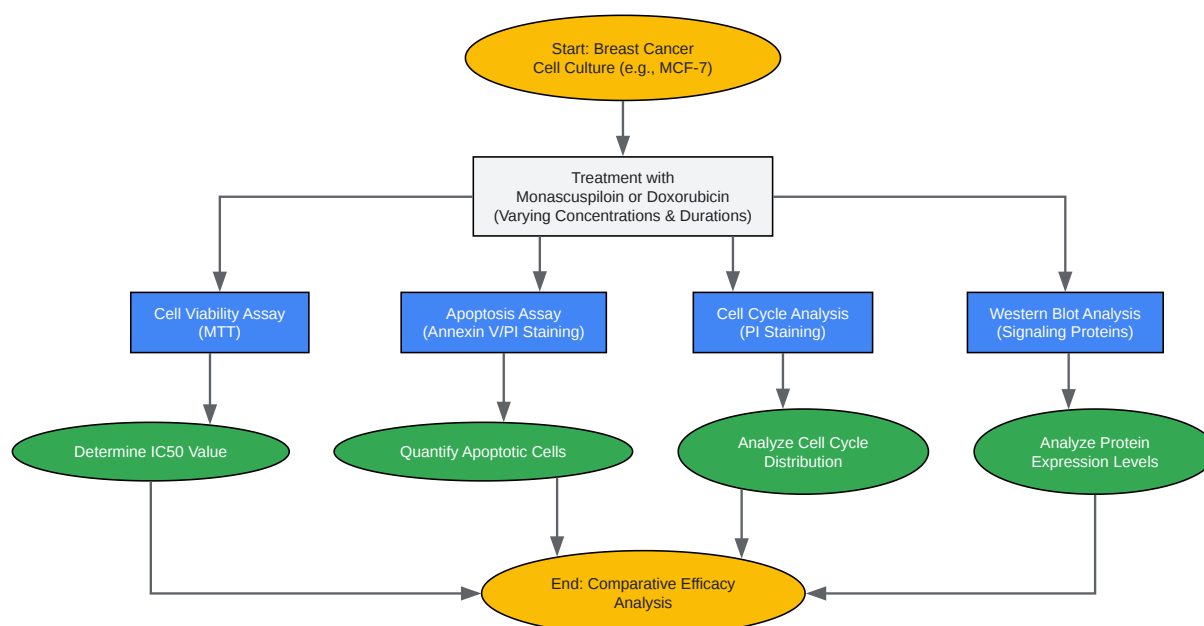 Start: Breast Cancer
Cell Culture (e.g., MCF-7)
Treatment with
Monascuspiloin or Doxorubicin
(Varying Concentrations & Durations)
Cell Viability Assay
(MTT)
Apoptosis Assay
(Annexin V/PI Staining)
Cell Cycle Analysis
(PI Staining)
Western Blot Analysis
(Signaling Proteins)
Determine IC50 Value
Quantify Apoptotic Cells
Analyze Cell Cycle
Distribution
Analyze Protein
Expression Levels
End: Comparative Efficacy
Analysis